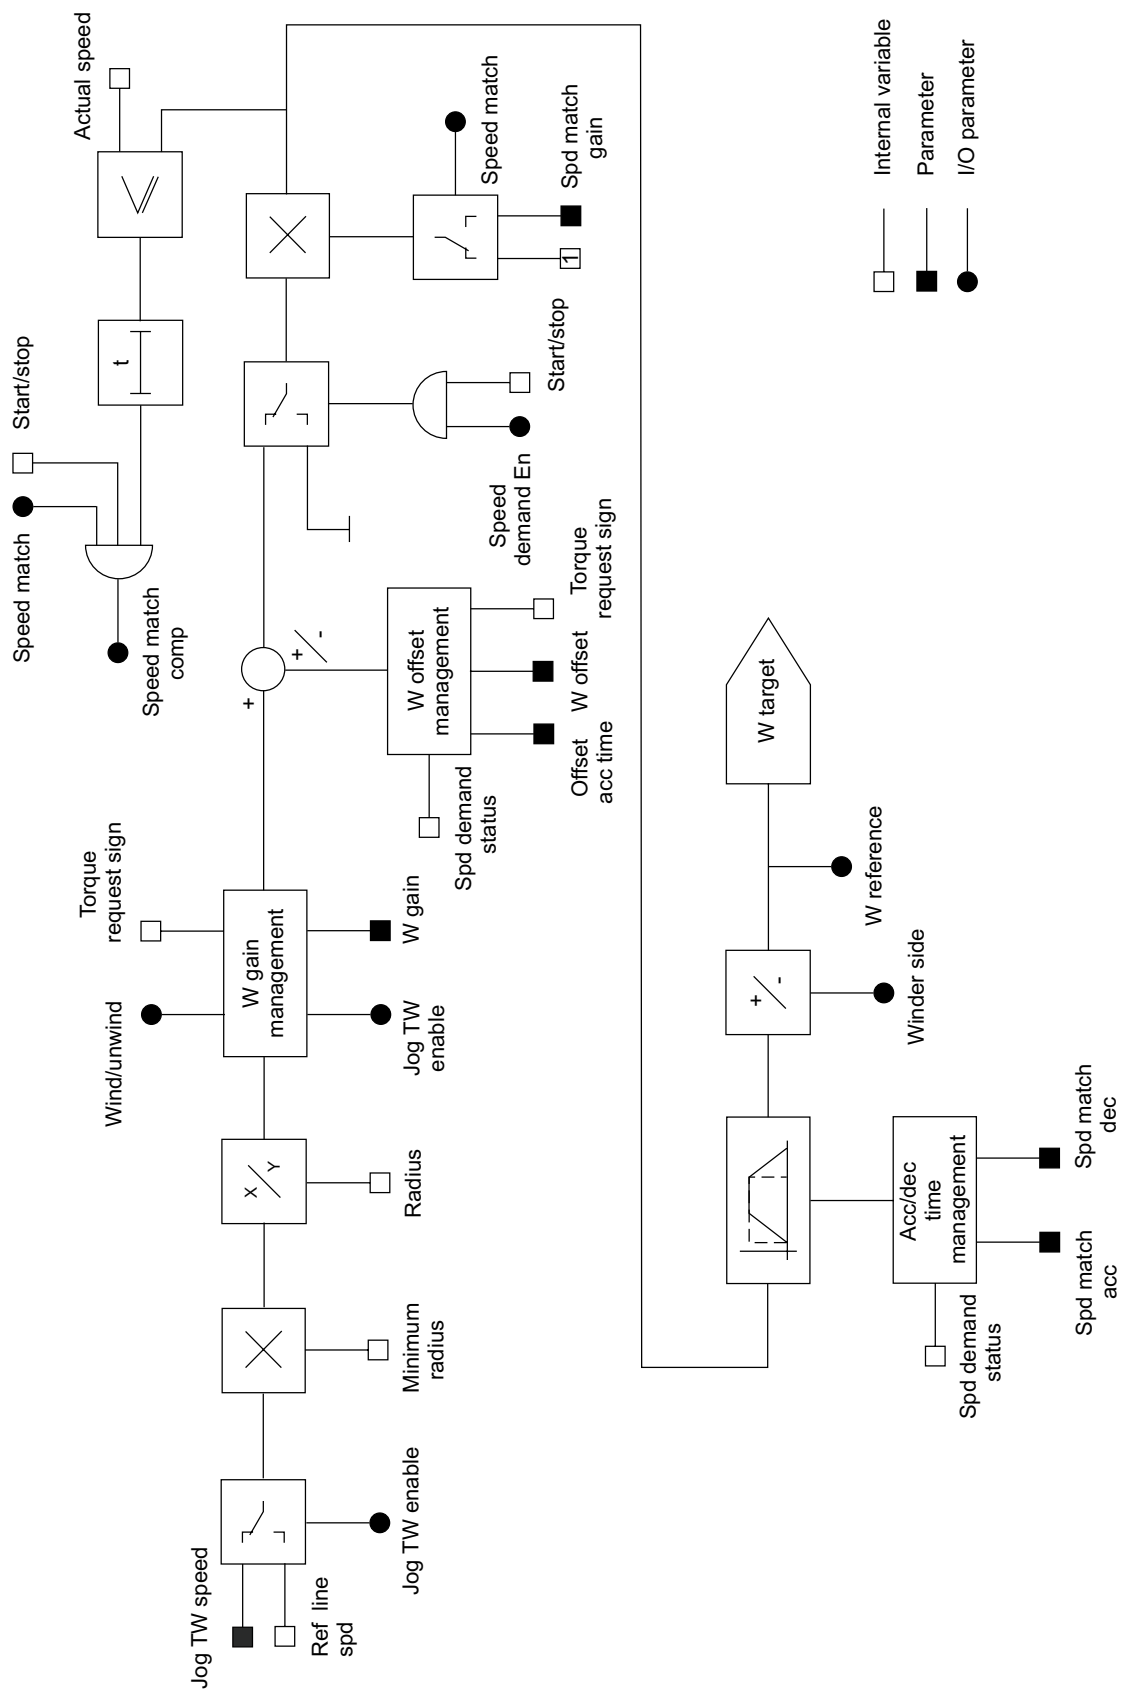 Speed match
Start/stop
Actual speed
Speed match
comp
t
Torque
request sign
Wind/unwind
Jog TW speed
Ref line
spd
Jog TW enable
Minimum
radius
X
Y
Radius
W gain
management
Jog TW
enable
W gain
+
+
-
W offset
management
Spd demand
status
Offset
acc time
W offset
Torque
request sign
Speed
demand En
Start/stop
1
Spd match
gain
Speed match
Acc/dec
time
management
Spd demand
status
Spd match
acc
Spd match
dec
+
-
Winder side
W reference
W target
Internal variable
Parameter
I/O parameter